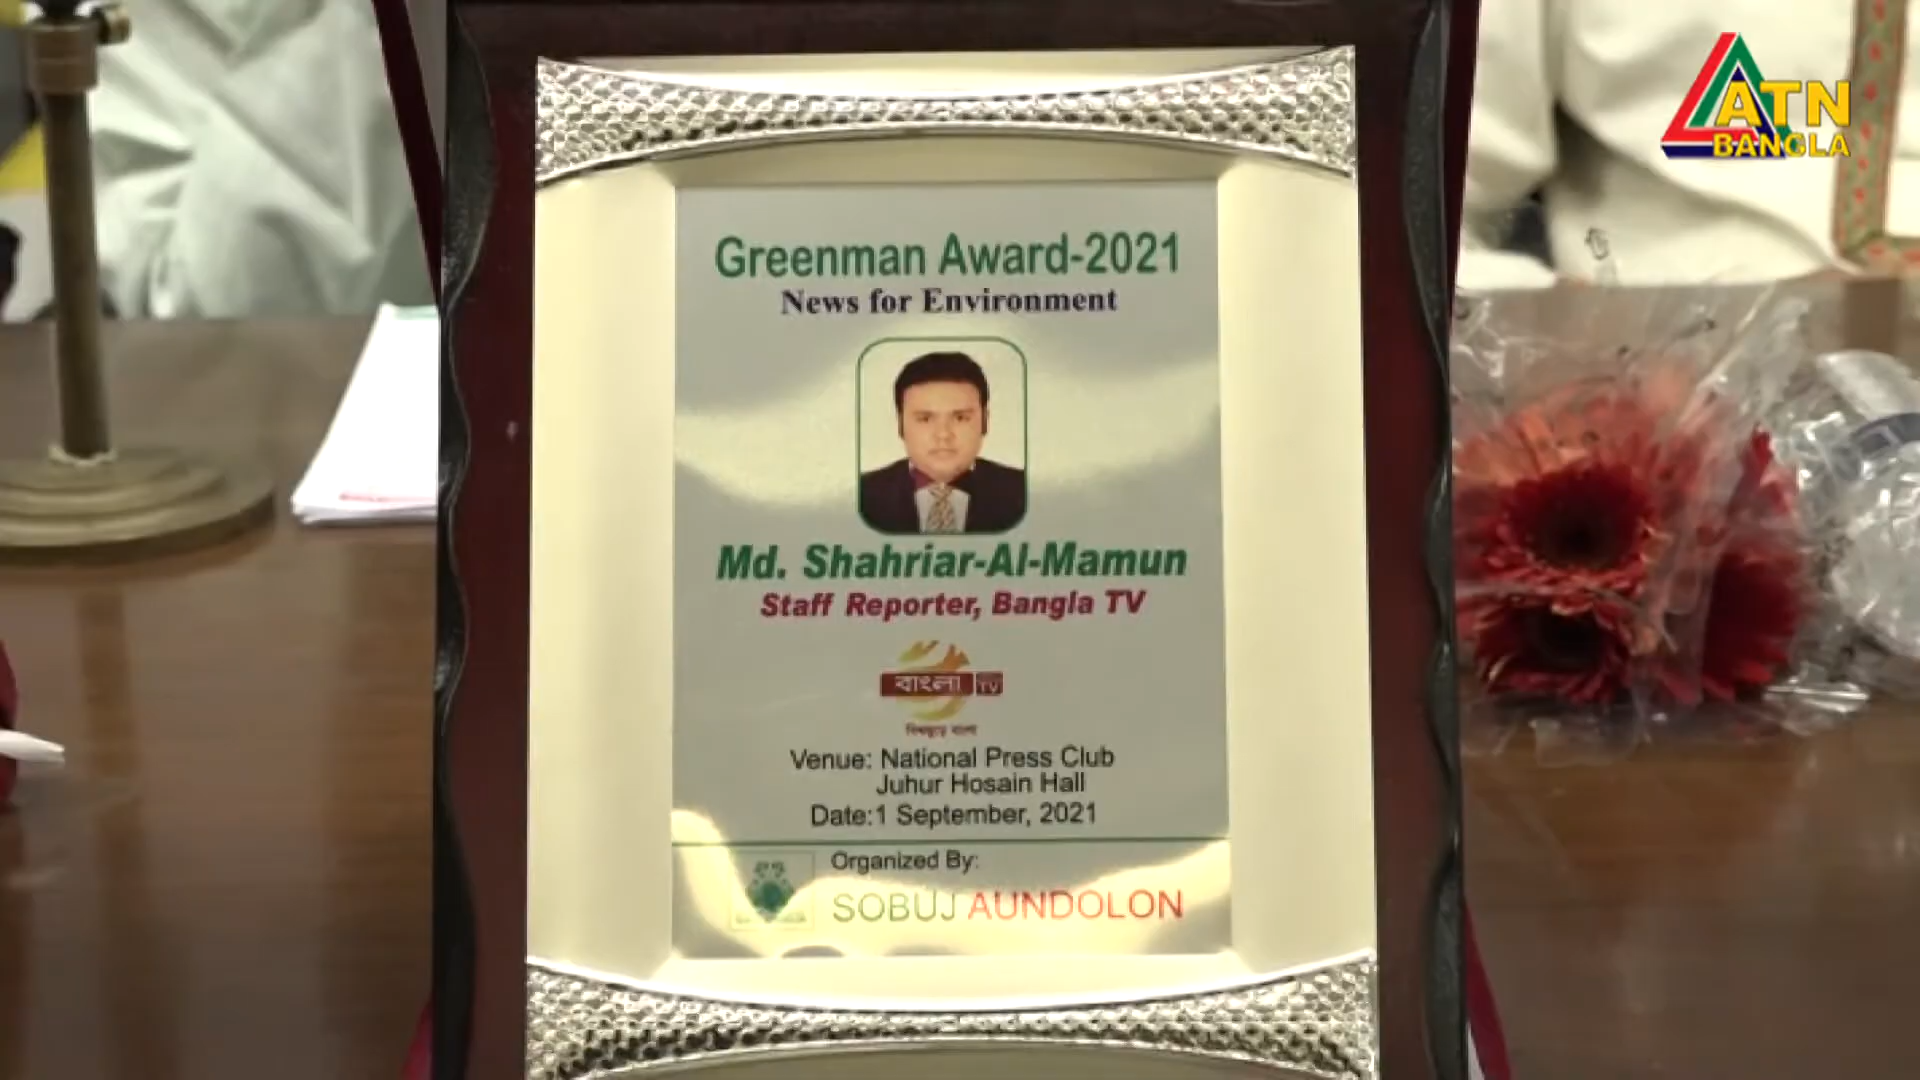 ATN
BANGLA
Greenman Award-2021
News for Environment
Md. Shahriar-Al-Mamun
Staff Reporter, Bangla TV
বাংলা TV
বিশ্বজুড়ে বাংলা
Venue: National Press Club
Juhur Hosain Hall
Date:1 September, 2021
Organized By:
SOBUJ AUNDOLON